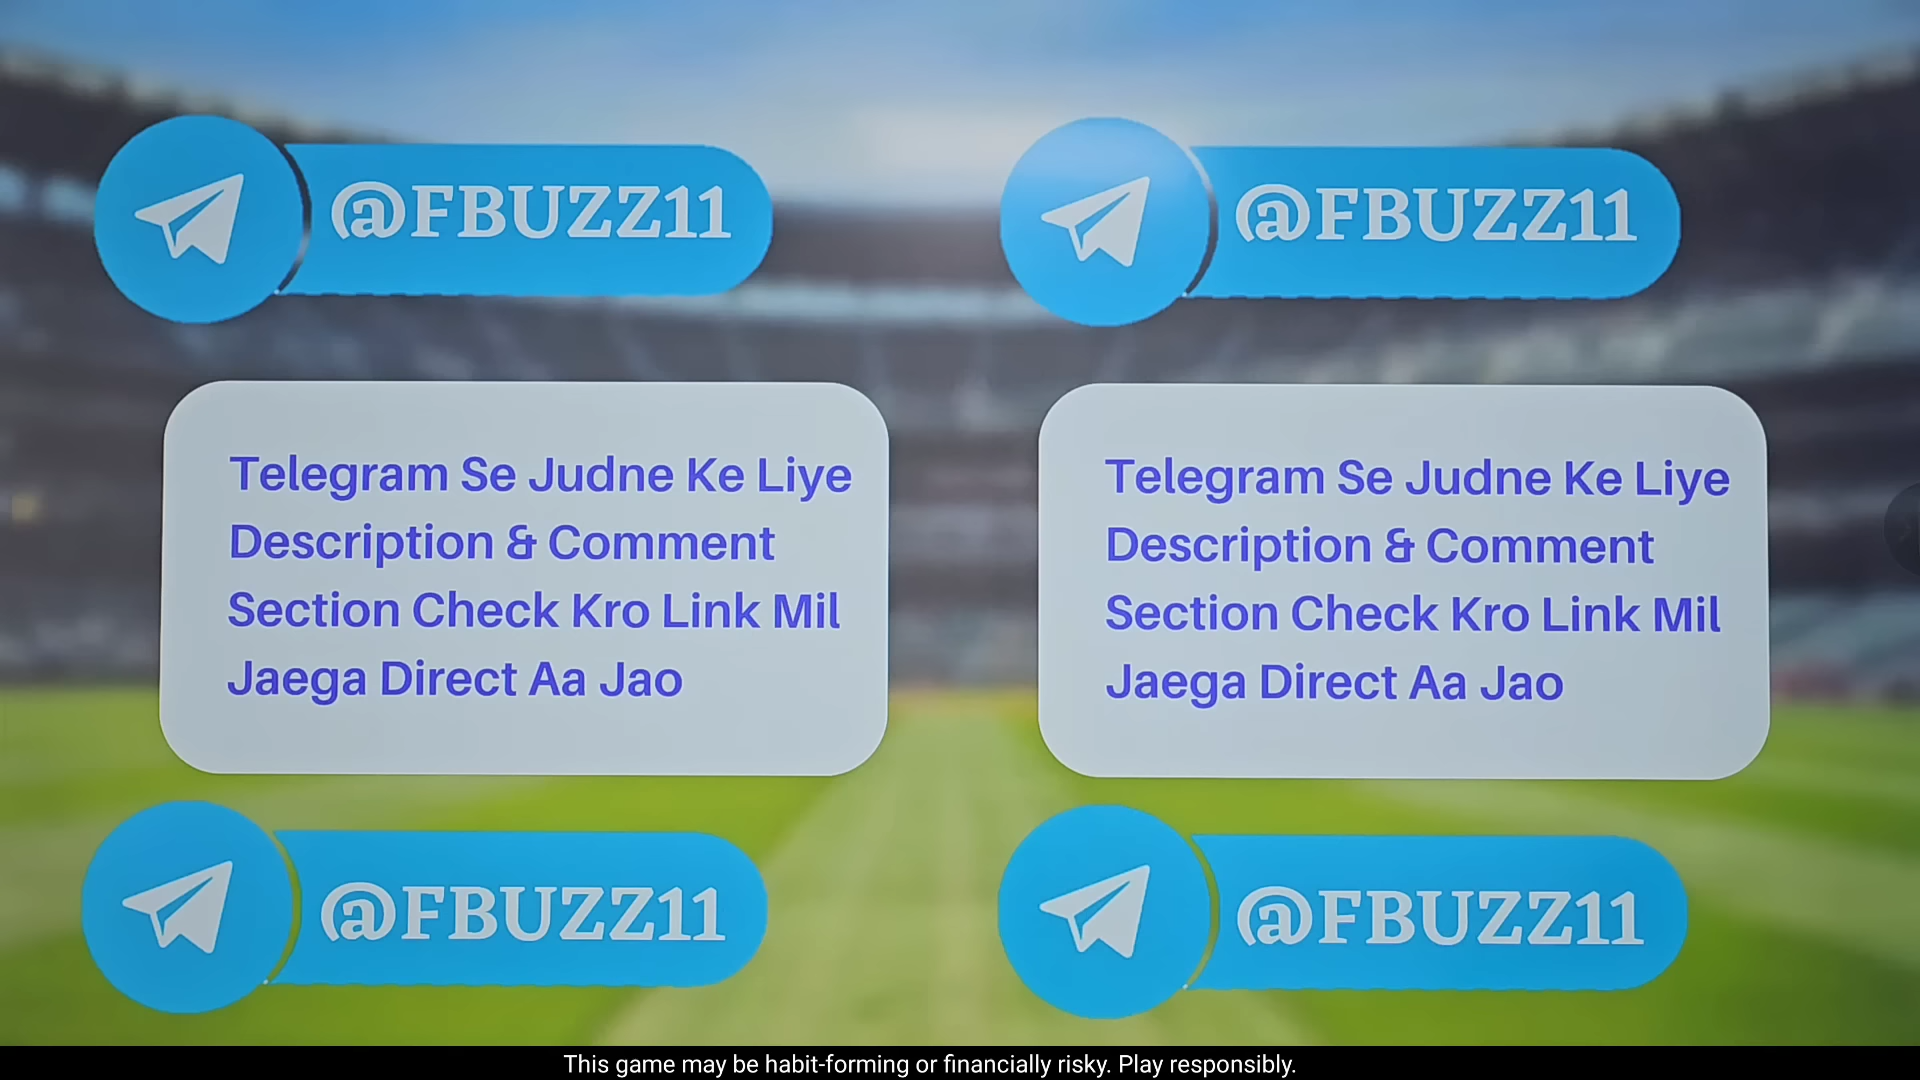 @FBUZZ11
@FBUZZ11
Telegram Se Judne Ke Liye
Description & Comment
Section Check Kro Link Mil
Jaega Direct Aa Jao
Telegram Se Judne Ke Liye
Description & Comment
Section Check Kro Link Mil
Jaega Direct Aa Jao
@FBUZZ11
@FBUZZ11
This game may be habit-forming or financially risky. Play responsibly.